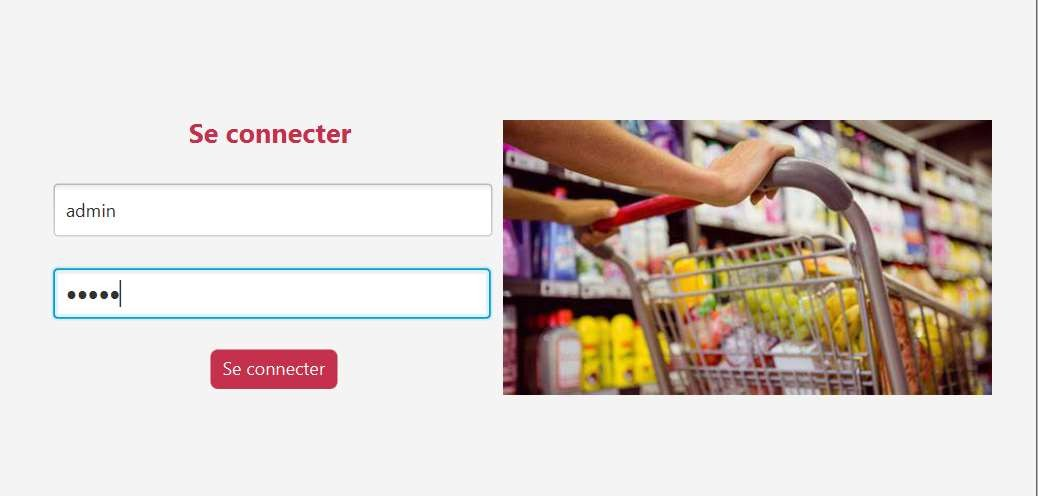 Se connecter
admin
•••••
Se connecter